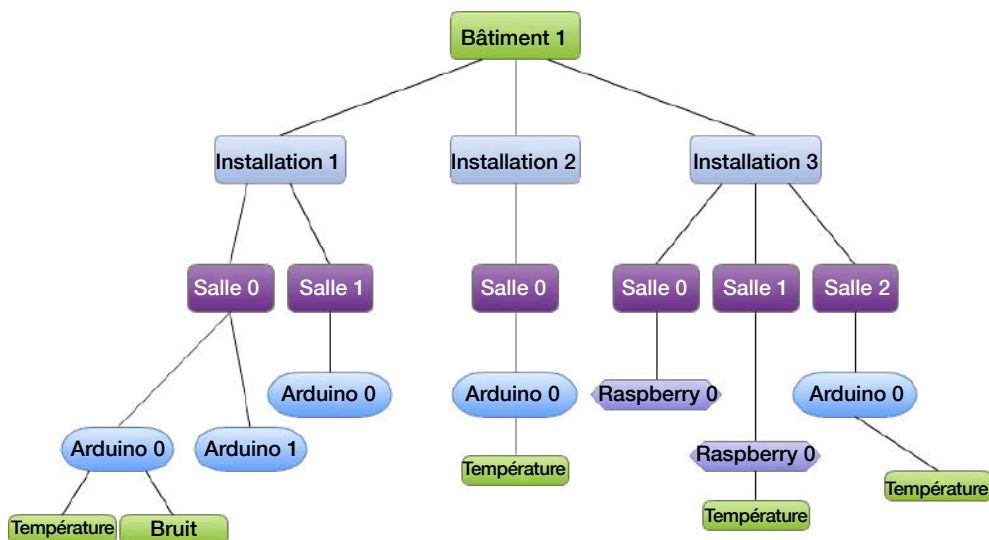 Bâtiment 1
Installation 1
Installation 2
Installation 3
Salle 0
Salle 1
Salle 0
Salle 0
Salle 1
Salle 2
Arduino 0
Arduino 0
Raspberry 0
Arduino 0
Arduino 0
Arduino 1
Raspberry 0
Température
Température
Température
Bruit
Température